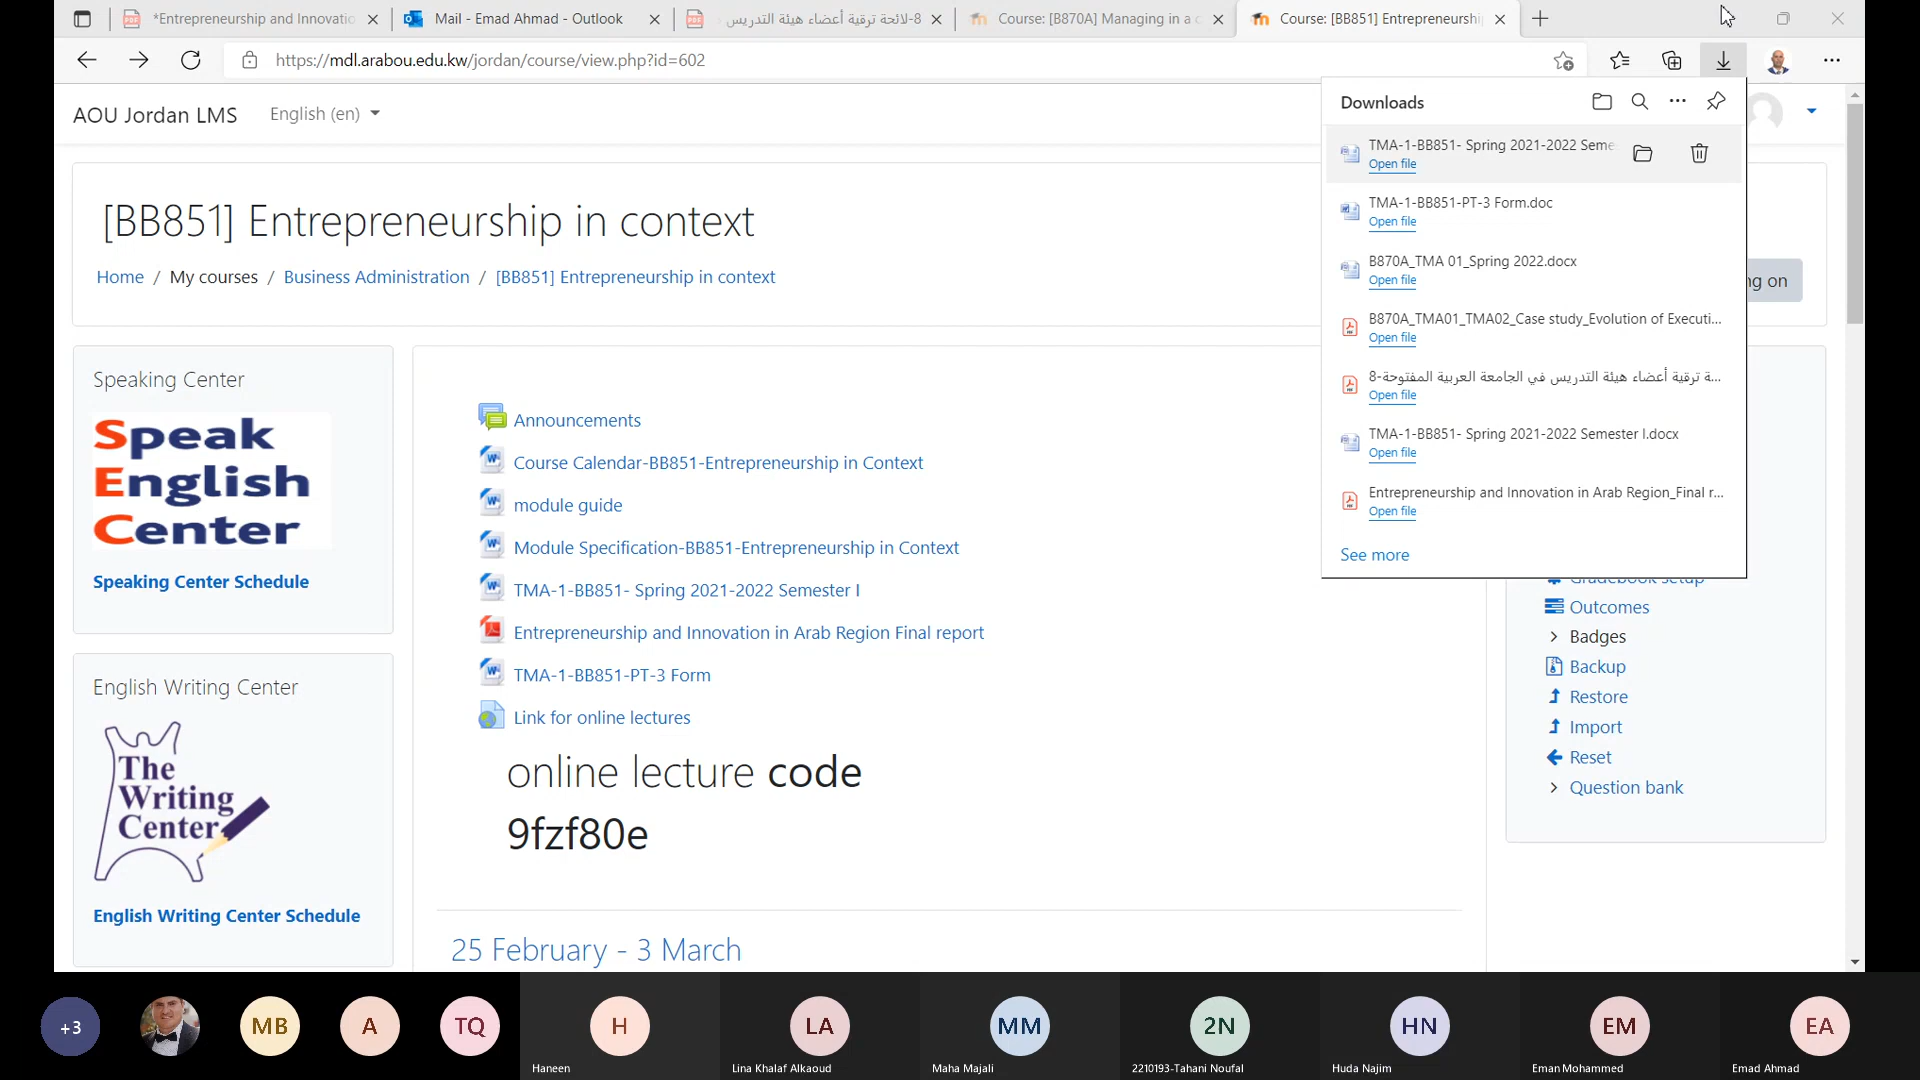 *Entrepreneurship and Innovatio
Mail - Emad Ahmad - Outlook
8-لائحة ترقية أعضاء هيئة التدريس
Course: [B870A] Managing in a c
Course: [BB851] Entrepreneurshi
https://mdl.arabou.edu.kw/jordan/course/view.php?id=602
AOU Jordan LMS
English (en)
[BB851] Entrepreneurship in context
Home / My courses / Business Administration / [BB851] Entrepreneurship in context
ng on
Downloads
TMA-1-BB851- Spring 2021-2022 Seme
Open file
TMA-1-BB851-PT-3 Form.doc
Open file
B870A_TMA 01_Spring 2022.docx
Open file
B870A_TMA01_TMA02_Case study_Evolution of Executi...
Open file
8-ة ترقية أعضاء هيئة التدريس في الجامعة العربية المفتوحة...
Open file
TMA-1-BB851- Spring 2021-2022 Semester I.docx
Open file
Entrepreneurship and Innovation in Arab Region_Final r...
Open file
See more
Speaking Center
Speak
English
Center
Speaking Center Schedule
English Writing Center
The
Writing
Center
English Writing Center Schedule
Announcements
Course Calendar-BB851-Entrepreneurship in Context
module guide
Module Specification-BB851-Entrepreneurship in Context
TMA-1-BB851- Spring 2021-2022 Semester I
Entrepreneurship and Innovation in Arab Region Final report
TMA-1-BB851-PT-3 Form
Link for online lectures
online lecture code
9fzf80e
25 February - 3 March
Gradebook setup
Outcomes
Badges
Backup
Restore
Import
Reset
Question bank
+3
MB
A
TQ
H
Haneen
LA
Lina Khalaf Alkaoud
MM
Maha Majali
2N
2210193-Tahani Noufal
HN
Huda Najim
EM
Eman Mohammed
EA
Emad Ahmad